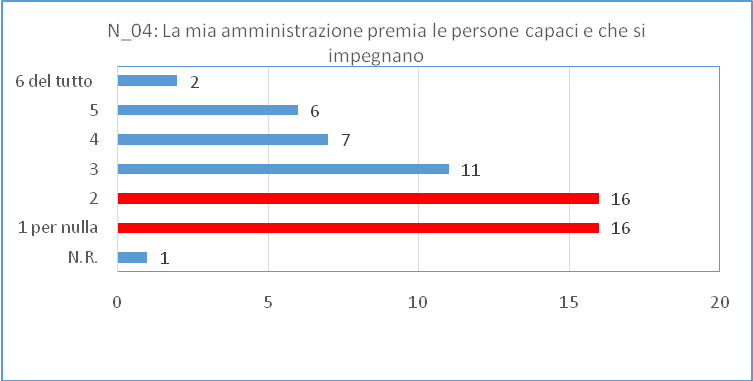 N_04: La mia amministrazione premia le persone capaci e che si
impegnano
6 del tutto 2
5 6
4 7
3 11
2 16
1 per nulla 16
N.R. 1
0 5 10 15 20